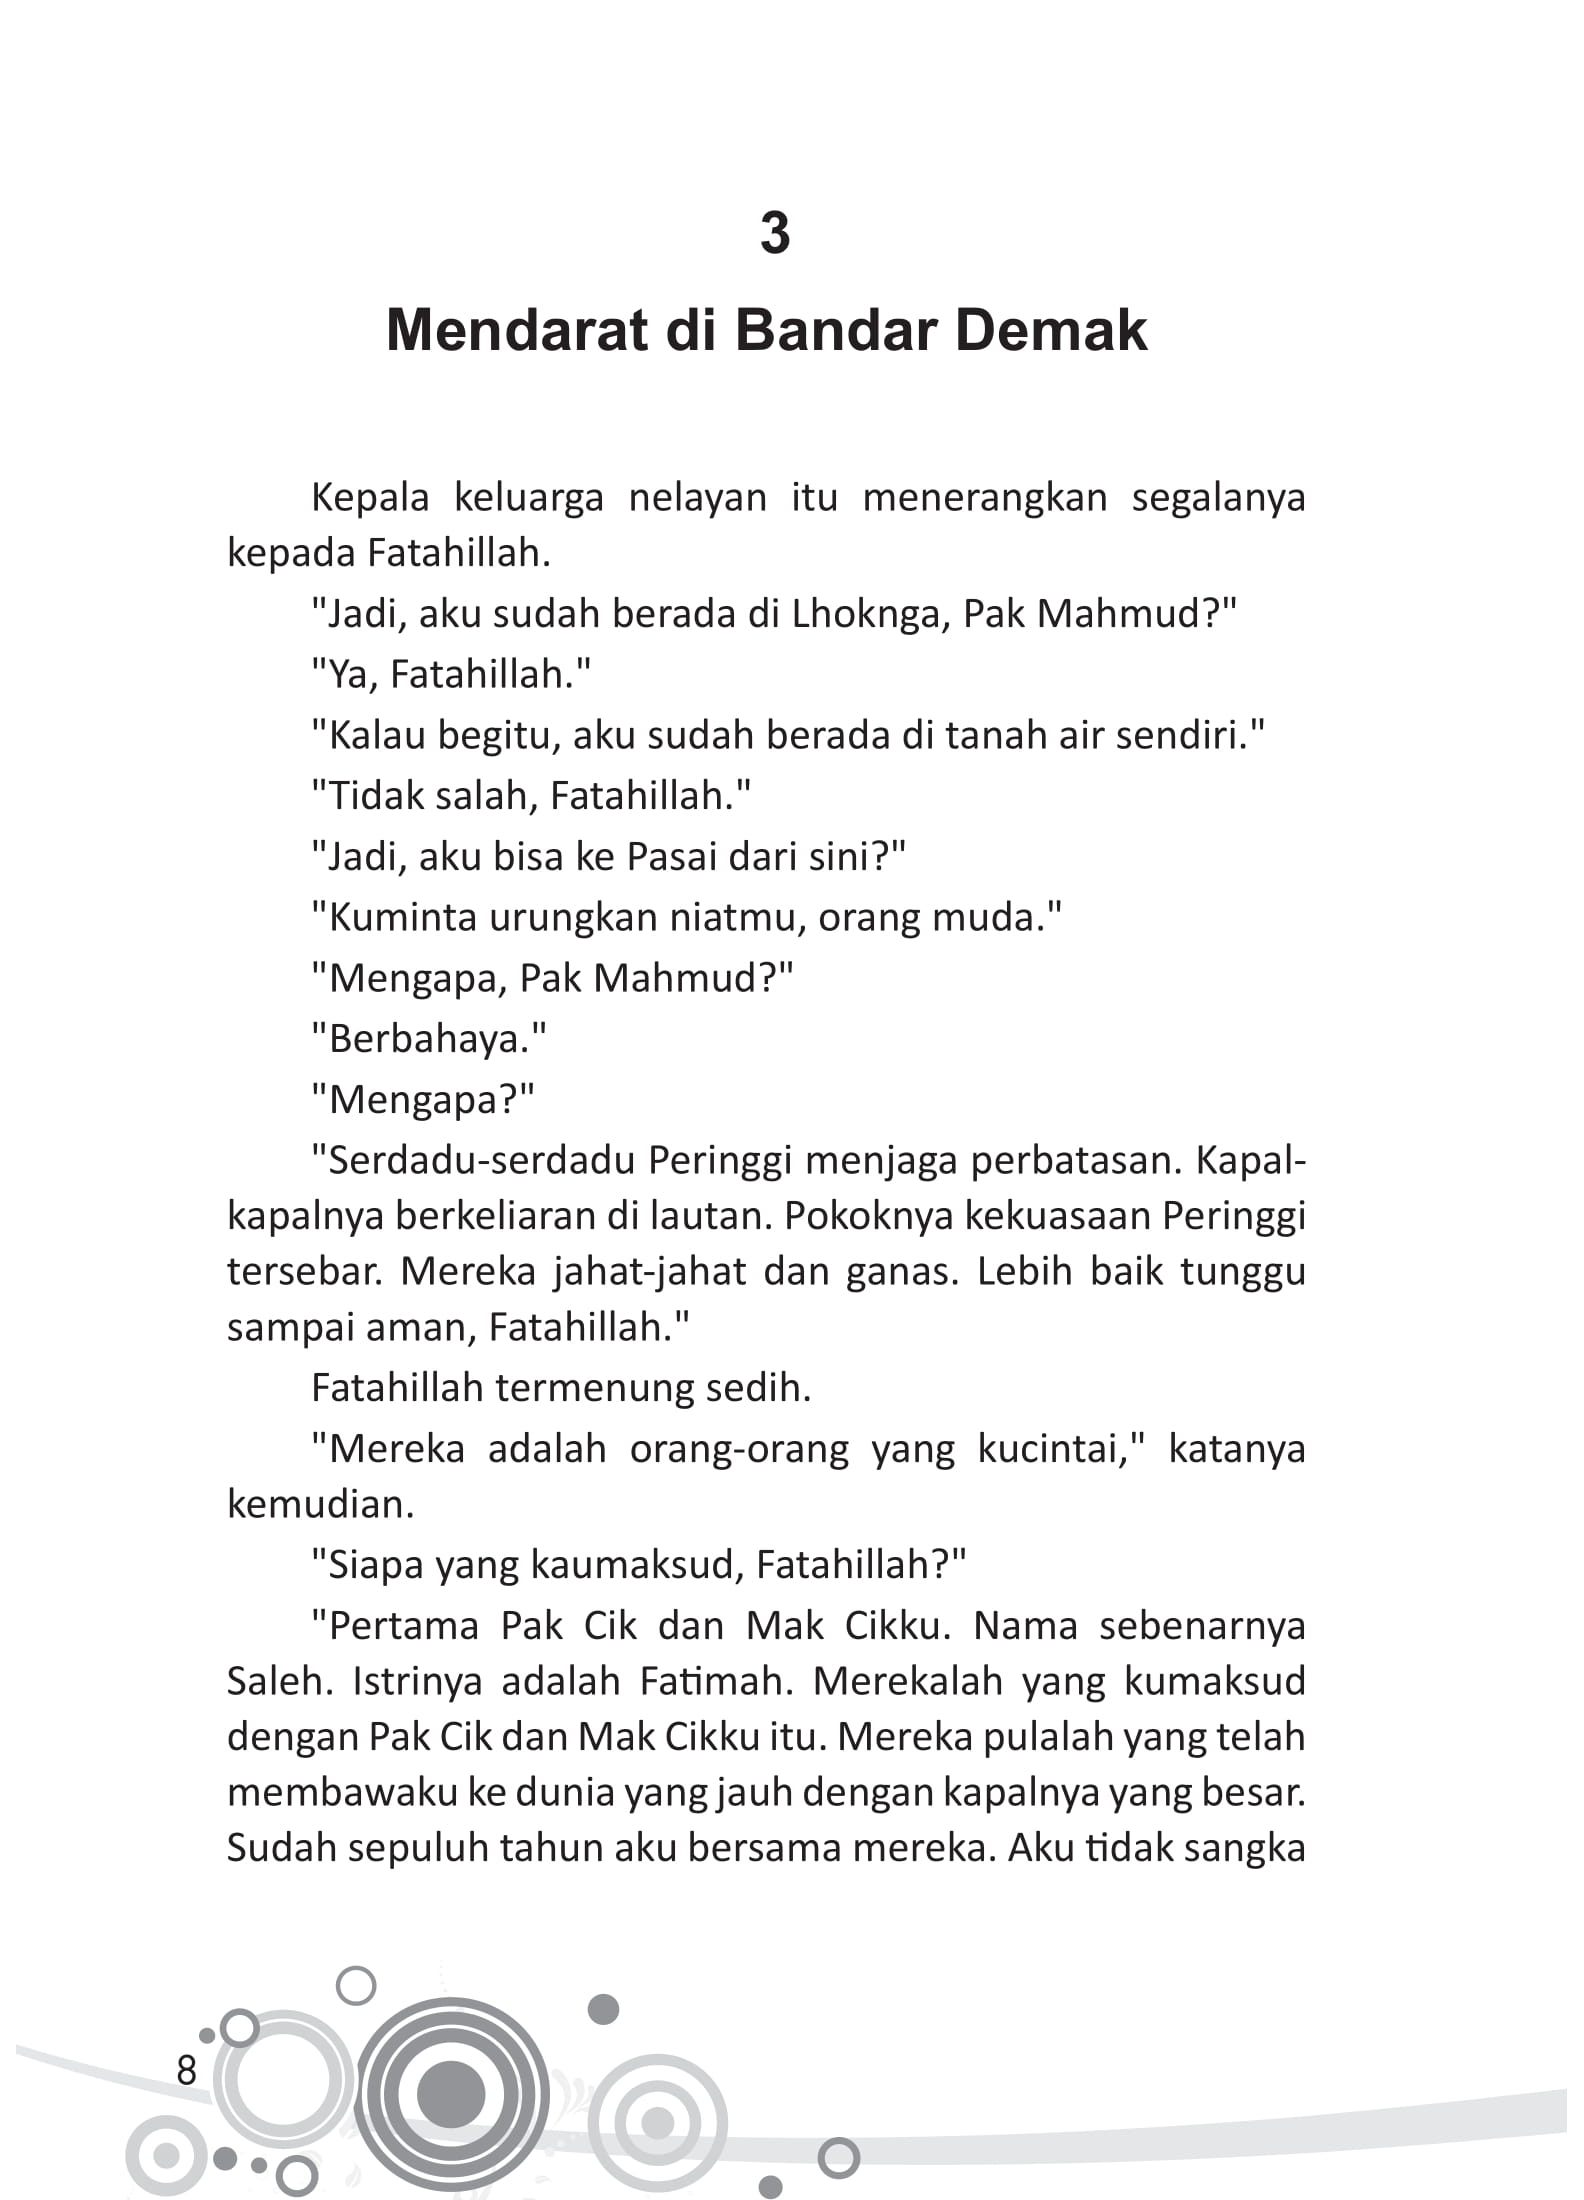 3
Mendarat di Bandar Demak
Kepala keluarga nelayan itu menerangkan segalanya
kepada Fatahillah.
"Jadi, aku sudah berada di Lhoknga, Pak Mahmud?"
"Ya, Fatahillah."
"Kalau begitu, aku sudah berada di tanah air sendiri."
"Tidak salah, Fatahillah."
"Jadi, aku bisa ke Pasai dari sini?"
"Kuminta urungkan niatmu, orang muda."
"Mengapa, Pak Mahmud?"
"Berbahaya."
"Mengapa?"
"Serdadu-serdadu Peringgi menjaga perbatasan. Kapal-
kapalnya berkeliaran di lautan. Pokoknya kekuasaan Peringgi
tersebar. Mereka jahat-jahat dan ganas. Lebih baik tunggu
sampai aman, Fatahillah."
Fatahillah termenung sedih.
"Mereka adalah orang-orang yang kucintai," katanya
kemudian.
"Siapa yang kaumaksud, Fatahillah?"
"Pertama Pak Cik dan Mak Cikku. Nama sebenarnya
Saleh. Istrinya adalah Fatimah. Merekalah yang kumaksud
dengan Pak Cik dan Mak Cikku itu. Mereka pulalah yang telah
membawaku ke dunia yang jauh dengan kapalnya yang besar.
Sudah sepuluh tahun aku bersama mereka. Aku tidak sangka
8